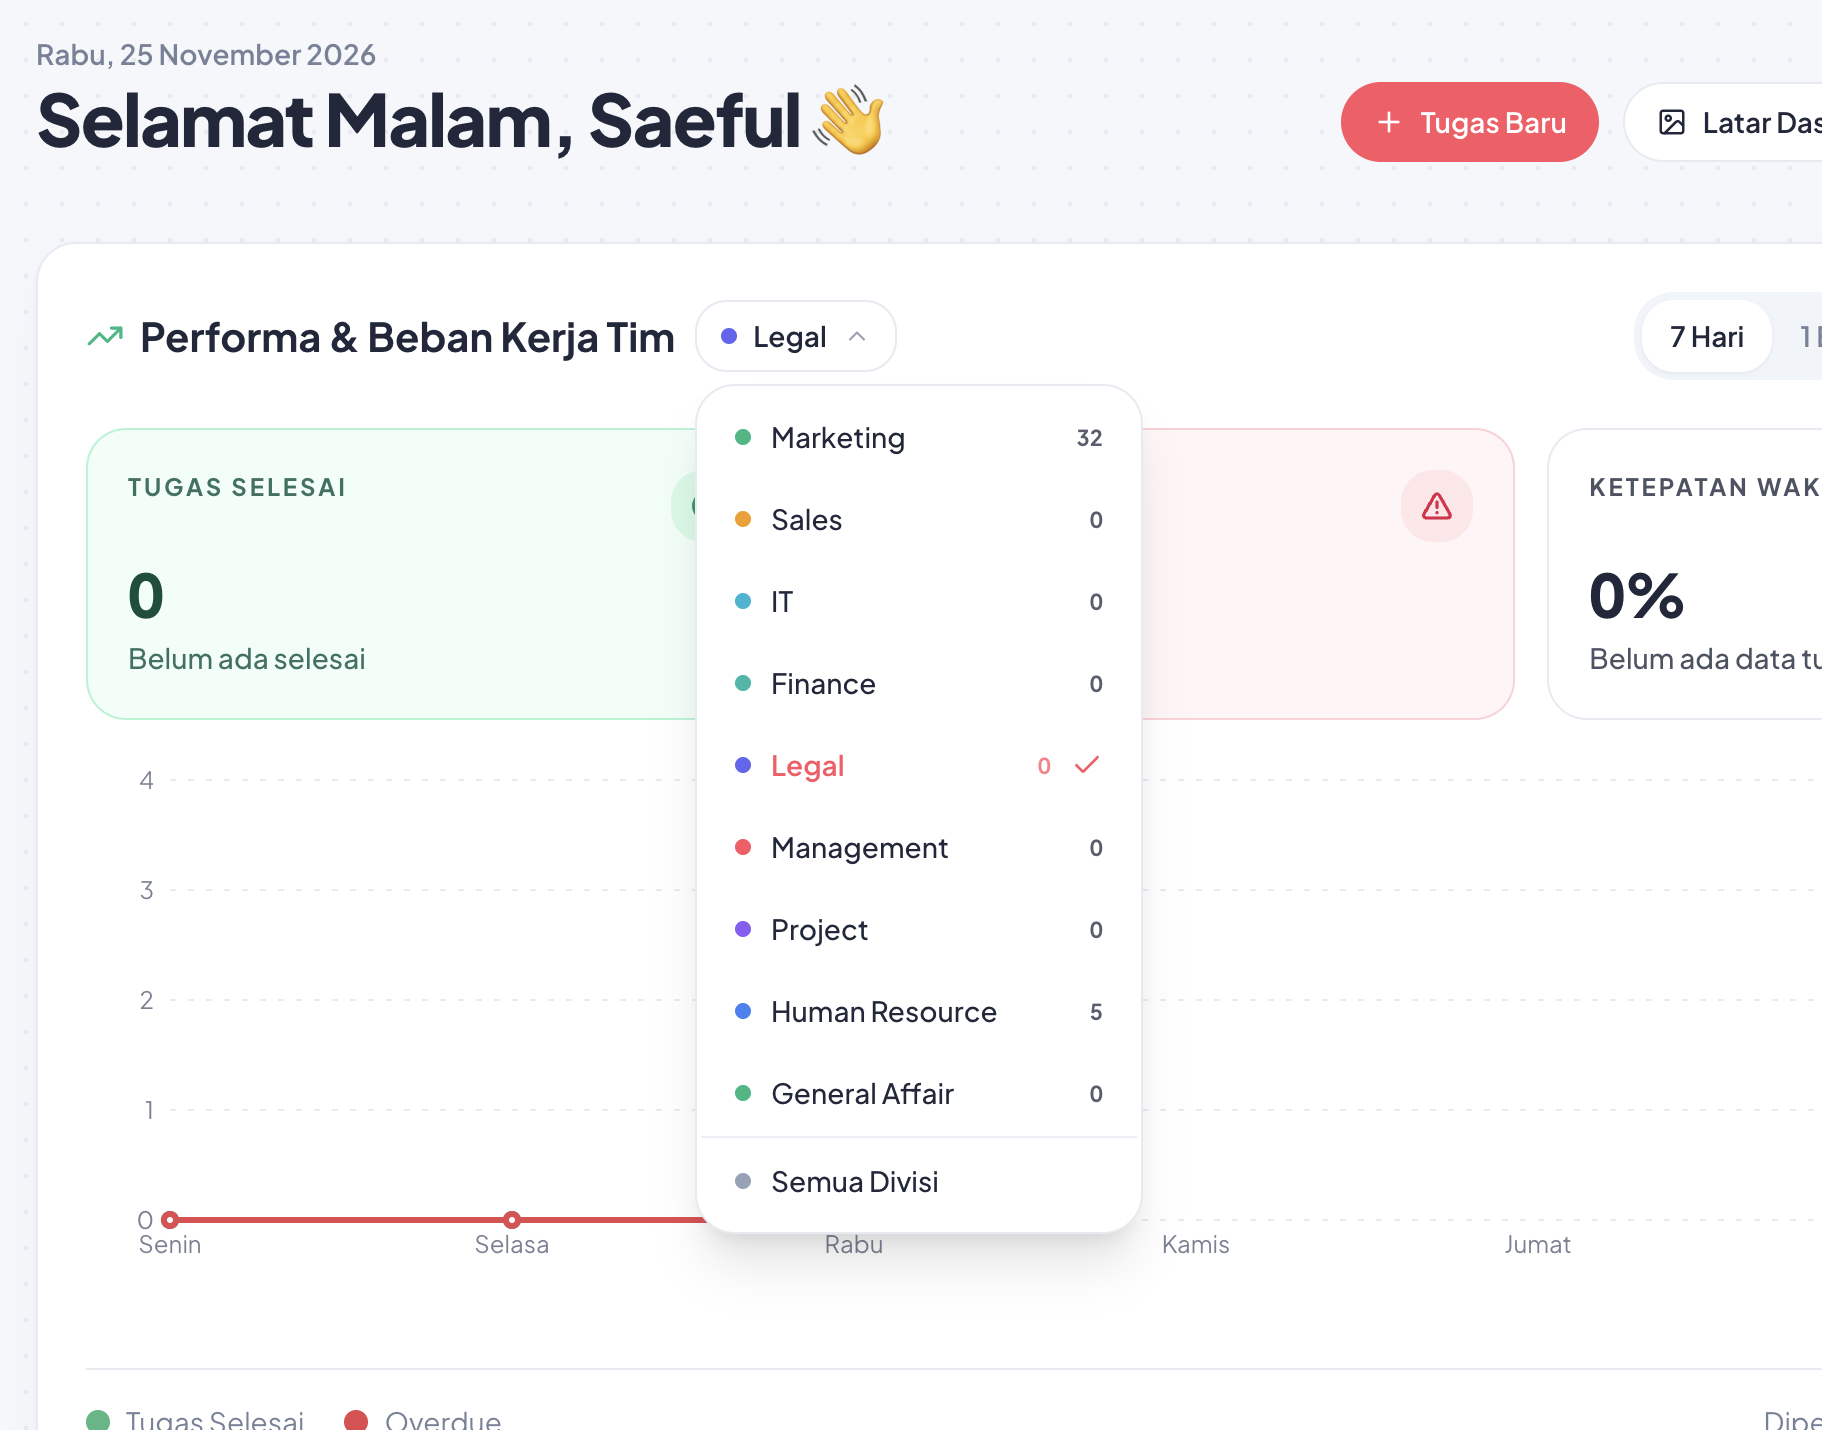 Rabu, 25 November 2026
Selamat Malam, Saeful 👋
Tugas Baru
Latar Das
Performa & Beban Kerja Tim
Legal
7 Hari
1
TUGAS SELESAI
0
Belum ada selesai
KETEPATAN WAK
0%
Belum ada data tu
Marketing 32
Sales 0
IT 0
Finance 0
Legal 0
Management 0
Project 0
Human Resource 5
General Affair 0
Semua Divisi
4
3
2
1
0
Senin Selasa Rabu Kamis Jumat
Tugas Selesai Overdue
Dipe